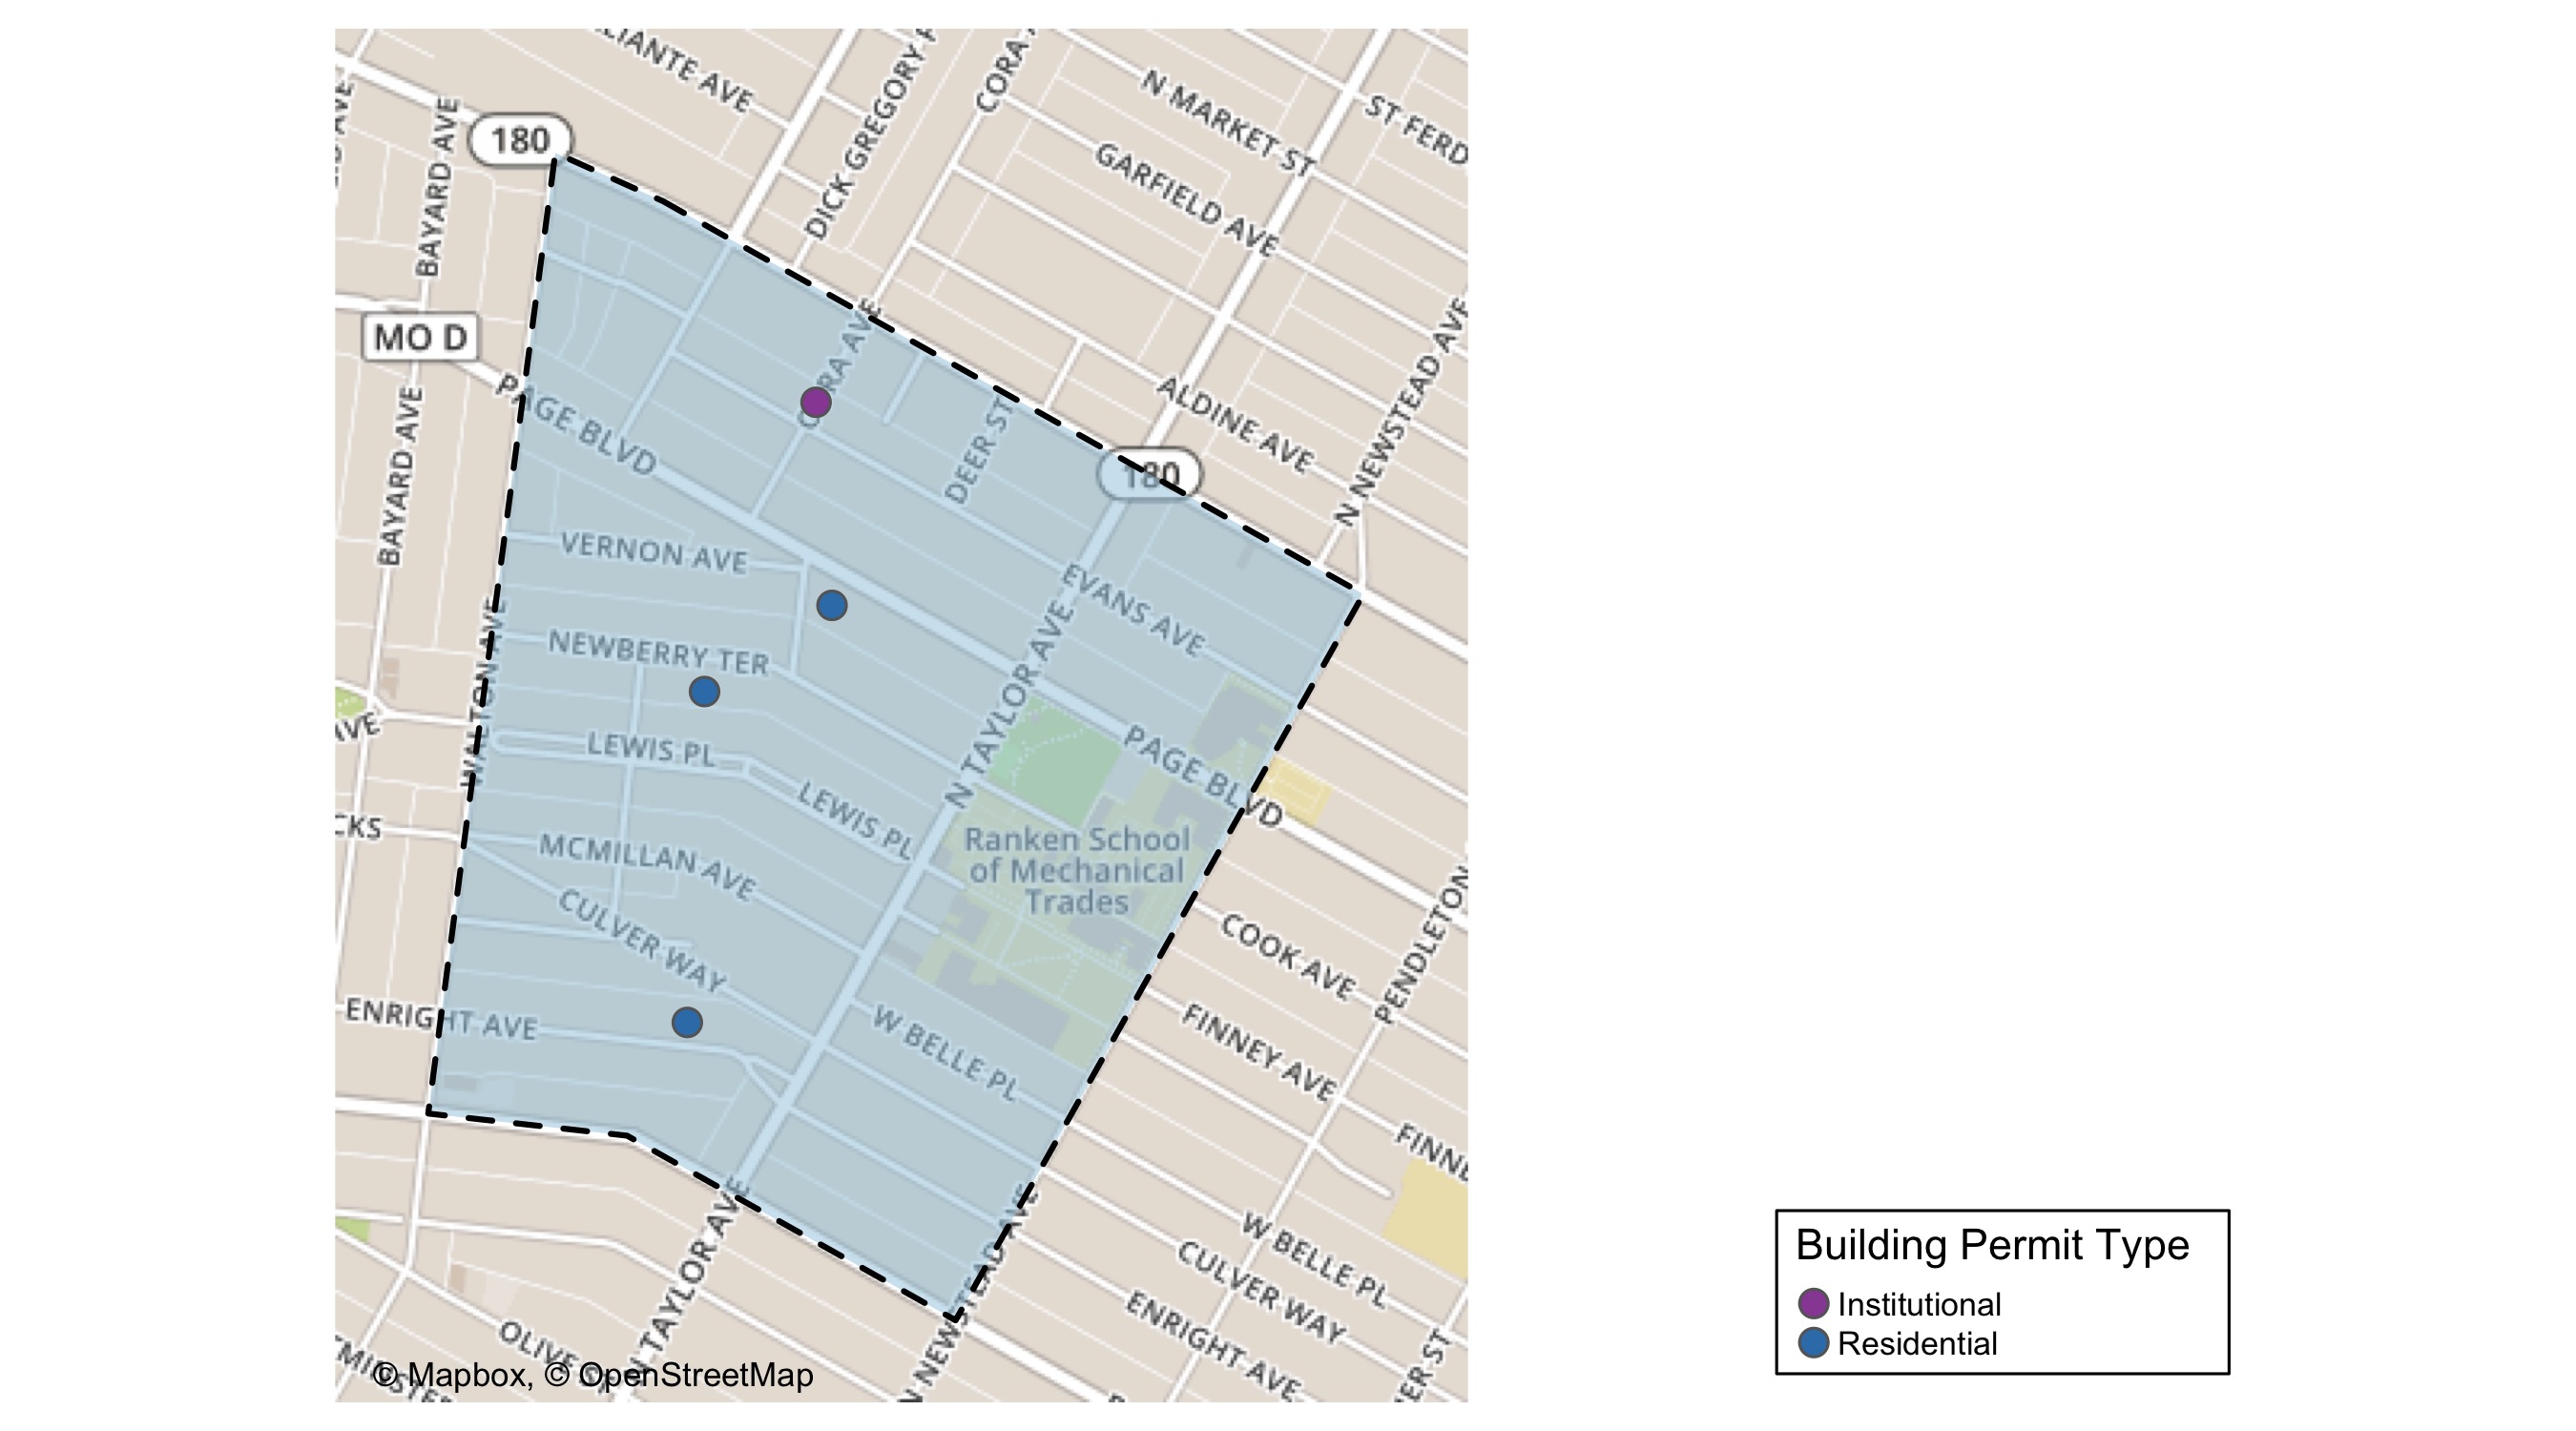 LIANTE AVE
DICK GREGORY
CORA
N MARKET ST
ST FERD
GARFIELD AVE
BAYARD AVE
180
MO D
CORA AVE
DEER ST
ALDINE AVE
N NEWSTEAD AVE
180
BAYARD AVE
PAGE BLVD
VERNON AVE
EVANS AVE
NEWBERRY TER
WALTON AVE
N TAYLOR AVE
AVE
LEWIS PL
PAGE BLVD
LEWIS PL
CKS
MCMILLAN AVE
Ranken School
of Mechanical
Trades
CULVER WAY
COOK AVE
PENDLETON
ENRIGHT AVE
W BELLE PL
FINNEY AVE
FINNE
N TAYLOR AVE
N NEWSTEAD AVE
W BELLE PL
CULVER WAY
ENRIGHT AVE
ER ST
OLIVE
© Mapbox, © OpenStreetMap
Building Permit Type
Institutional
Residential